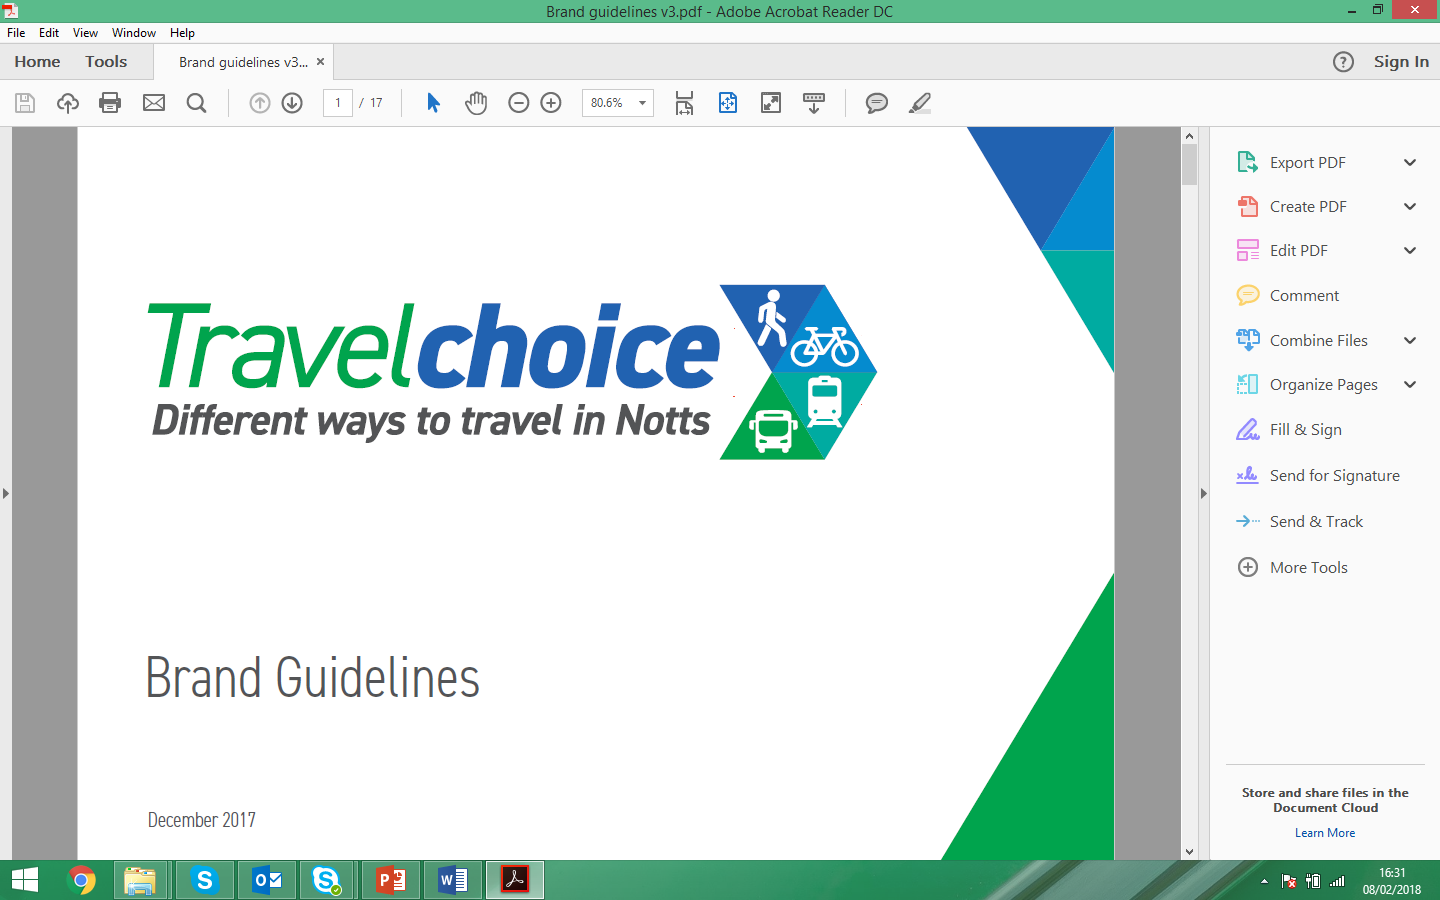 Brand guidelines v3.pdf - Adobe Acrobat Reader DC
File Edit View Window Help
Home Tools Brand guidelines v3... × ? Sign In
1 / 17 80.6%
Travelchoice
Different ways to travel in Notts
Brand Guidelines
December 2017
Export PDF
Create PDF
Edit PDF
Comment
Combine Files
Organize Pages
Fill & Sign
Send for Signature
Send & Track
More Tools
Store and share files in the
Document Cloud
Learn More
16:31
08/02/2018